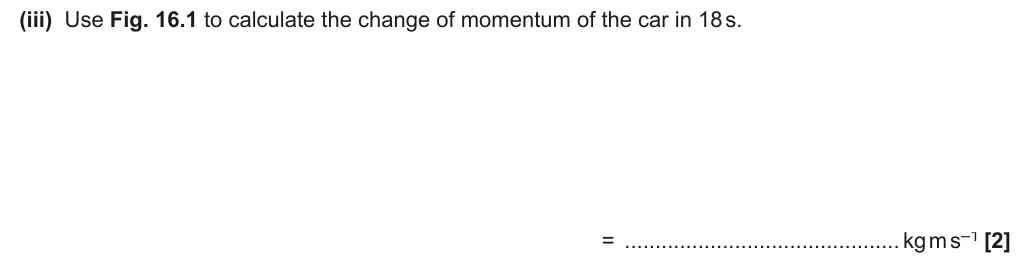 (iii) Use Fig. 16.1 to calculate the change of momentum of the car in 18 s.
= ............................................. kg m s⁻¹ [2]